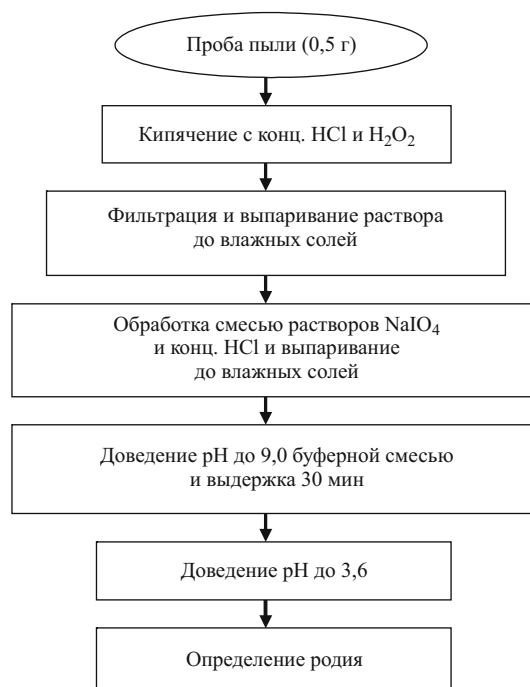 Проба пыли (0,5 г)
Кипячение с конц. HCl и H₂O₂
Фильтрация и выпаривание раствора
до влажных солей
Обработка смесью растворов NaIO₄
и конц. HCl и выпаривание
до влажных солей
Доведение pH до 9,0 буферной смесью
и выдержка 30 мин
Доведение pH до 3,6
Определение родия